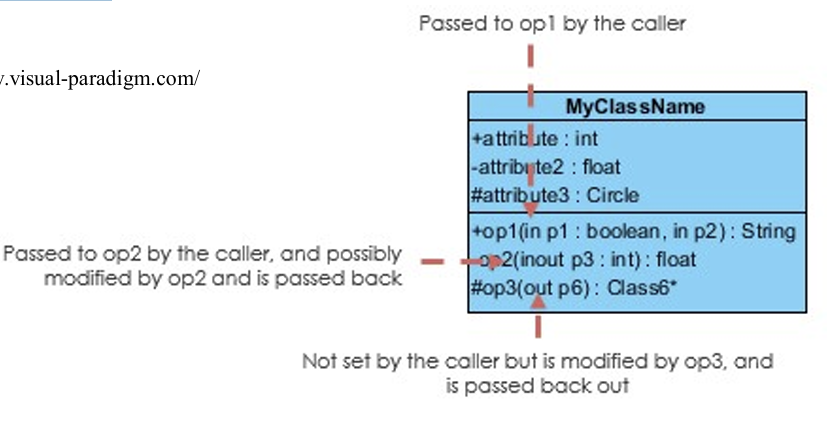 Passed to op1 by the caller
.visual-paradigm.com/
MyClassName
+attribute : int
-attribute2 : float
#attribute3 : Circle
+op1(in p1 : boolean, in p2) : String
op2(inout p3 : int) : float
#op3(out p6) : Class6*
Passed to op2 by the caller, and possibly
modified by op2 and is passed back
Not set by the caller but is modified by op3, and
is passed back out